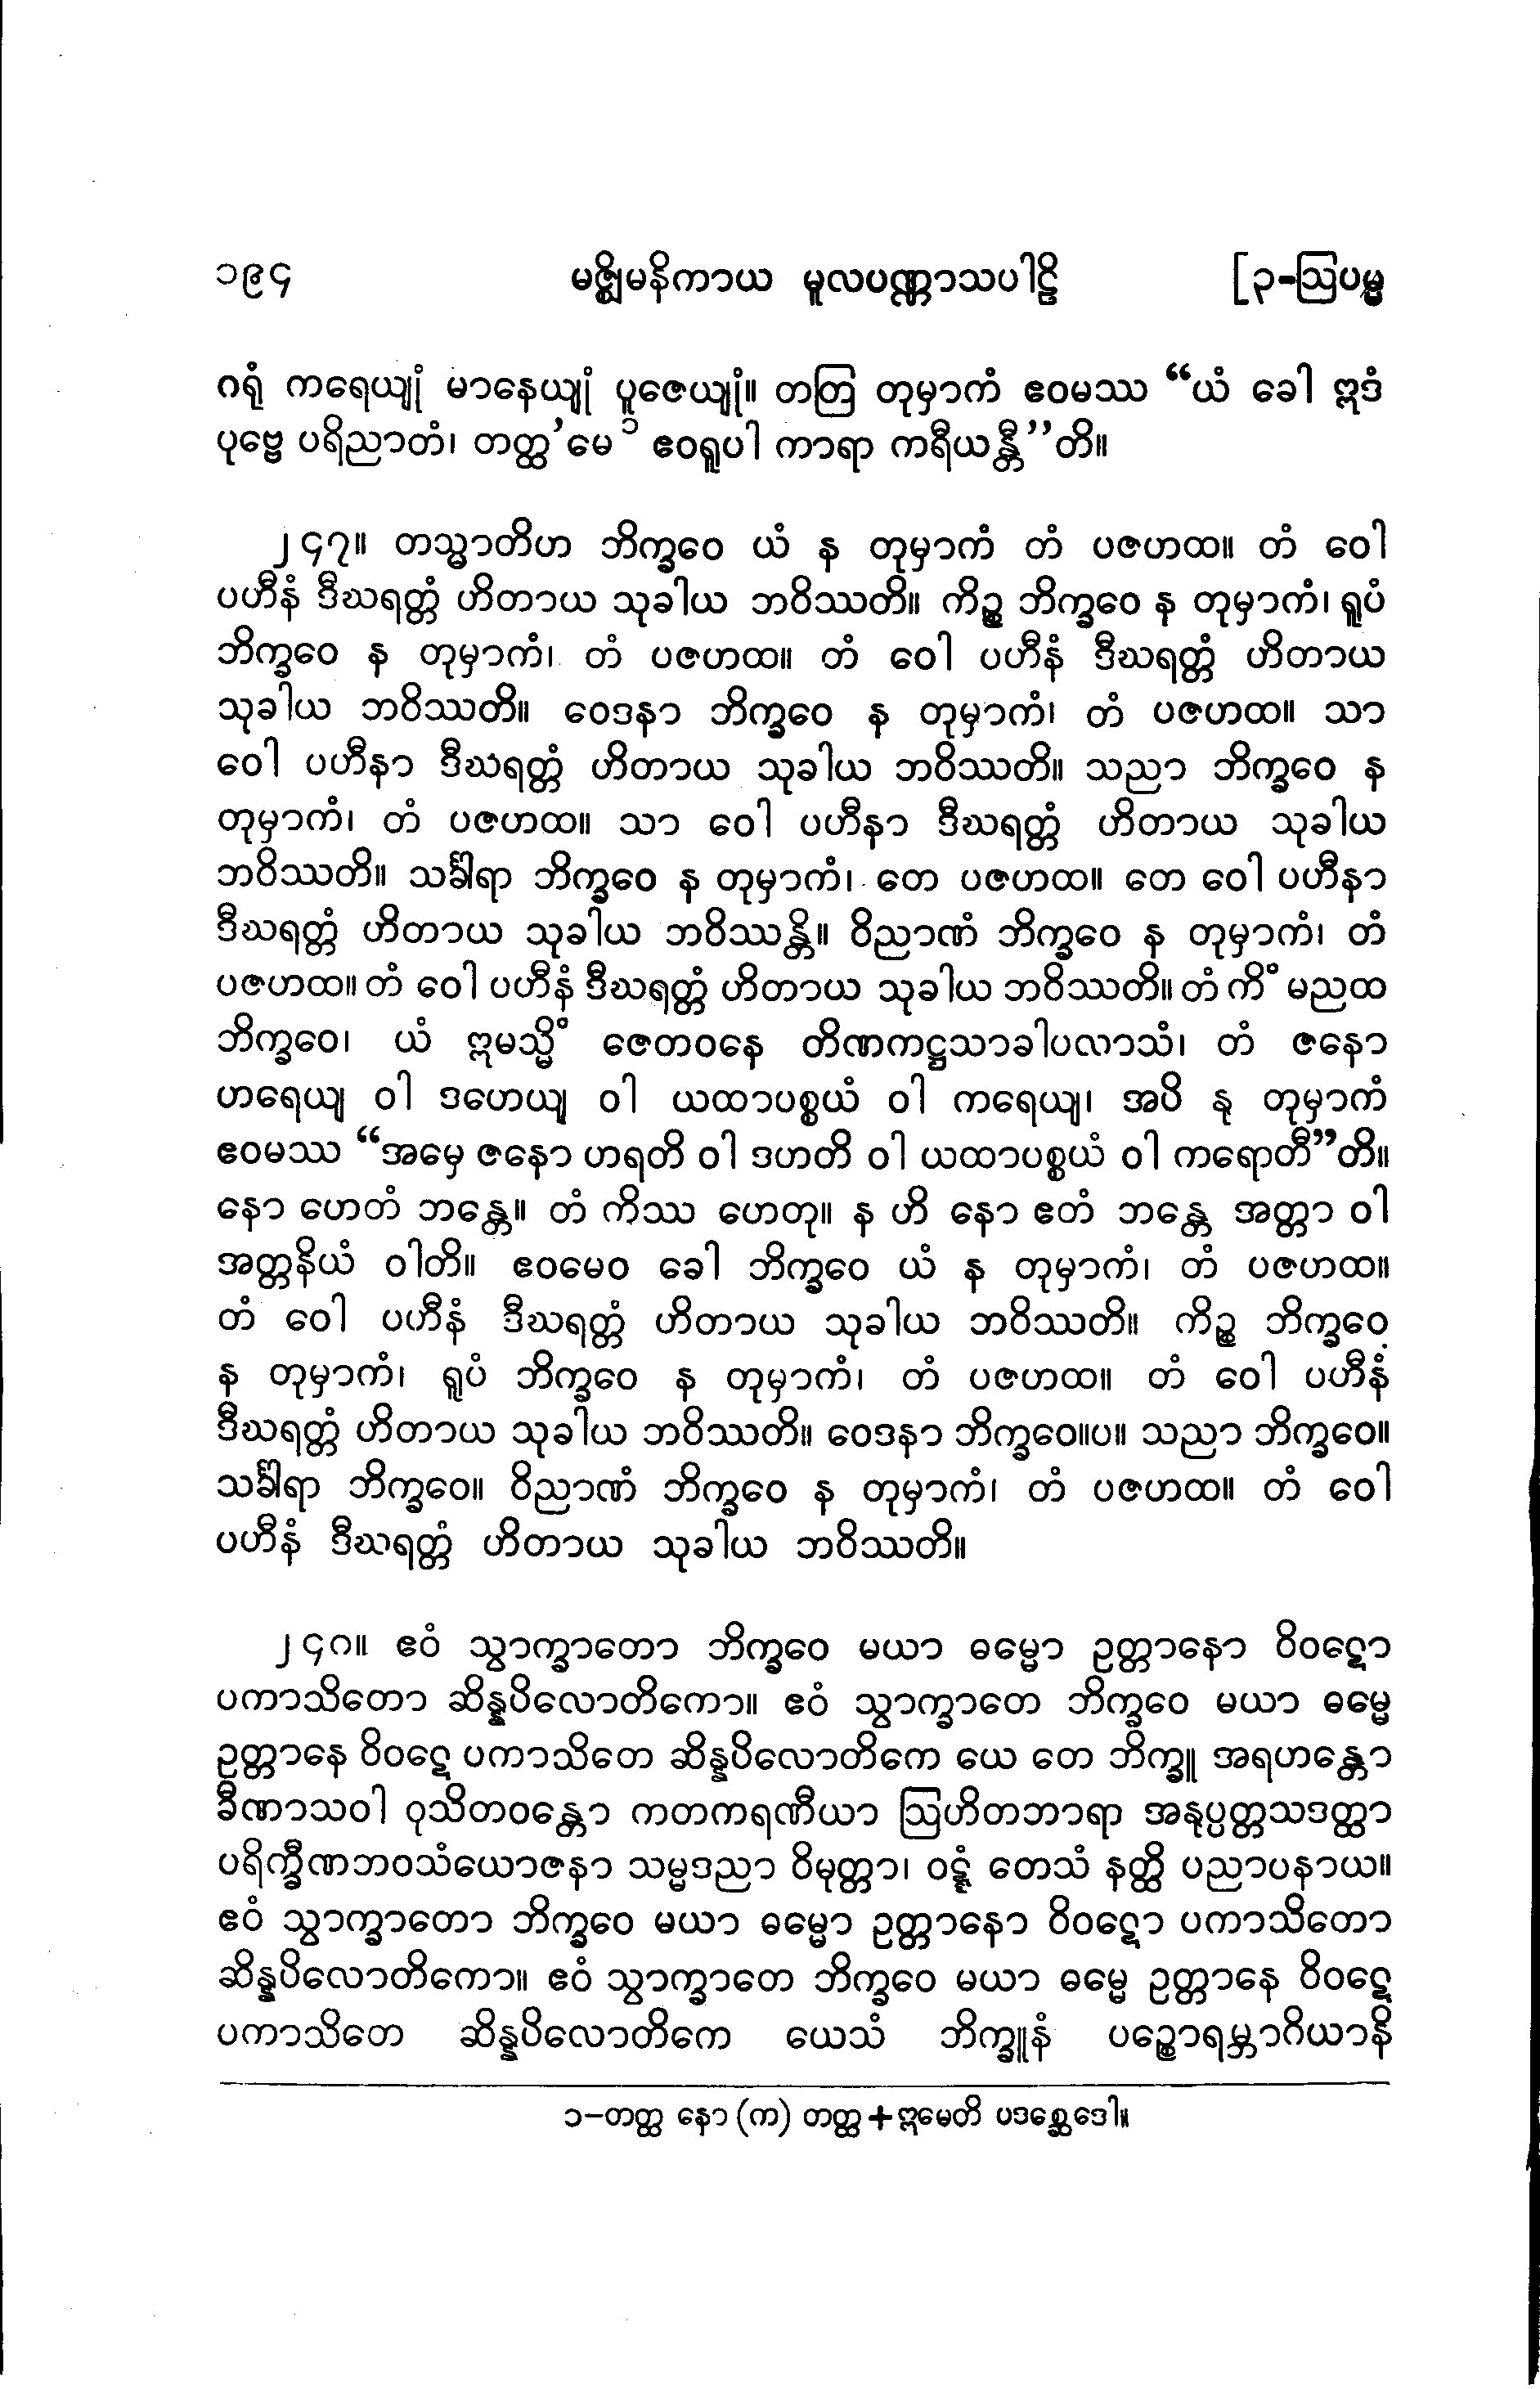 ၁၉၄ မဇ္ဈိမနိကာယ မူလပဏ္ဏာသပါဠိ [၃-ဩပမ္မ
ဂရုံ ကရေယျုံ မာနေယျုံ ပူဇေယျုံ။ တတြ တုမှာကံ ဧဝမဿ “ယံ ခေါ ဣဒံ
ပုဗ္ဗေ ပရိညာတံ၊ တတ္ထ’မေ ၁ ဧဝရူပါ ကာရာ ကရီယန္တီ”တိ။
၂၄၇။ တသ္မာတိဟ ဘိက္ခဝေ ယံ န တုမှာကံ တံ ပဇဟထ။ တံ ဝေါ
ပဟီနံ ဒီဃရတ္တံ ဟိတာယ သုခါယ ဘဝိဿတိ။ ကိဉ္စ ဘိက္ခဝေ န တုမှာကံ၊ ရူပံ
ဘိက္ခဝေ န တုမှာကံ၊ တံ ပဇဟထ။ တံ ဝေါ ပဟီနံ ဒီဃရတ္တံ ဟိတာယ
သုခါယ ဘဝိဿတိ။ ဝေဒနာ ဘိက္ခဝေ န တုမှာကံ၊ တံ ပဇဟထ။ သာ
ဝေါ ပဟီနာ ဒီဃရတ္တံ ဟိတာယ သုခါယ ဘဝိဿတိ။ သညာ ဘိက္ခဝေ န
တုမှာကံ၊ တံ ပဇဟထ။ သာ ဝေါ ပဟီနာ ဒီဃရတ္တံ ဟိတာယ သုခါယ
ဘဝိဿတိ။ သင်္ခါရာ ဘိက္ခဝေ န တုမှာကံ၊ တေ ပဇဟထ။ တေ ဝေါ ပဟီနာ
ဒီဃရတ္တံ ဟိတာယ သုခါယ ဘဝိဿန္တိ။ ဝိညာဏံ ဘိက္ခဝေ န တုမှာကံ၊ တံ
ပဇဟထ။ တံ ဝေါ ပဟီနံ ဒီဃရတ္တံ ဟိတာယ သုခါယ ဘဝိဿတိ။ တံ ကိံ မညထ
ဘိက္ခဝေ၊ ယံ ဣမသ္မိံ ဇေတဝနေ တိဏကဋ္ဌသာခါပလာသံ၊ တံ ဇနော
ဟရေယျ ဝါ ဒဟေယျ ဝါ ယထာပစ္စယံ ဝါ ကရေယျ၊ အပိ နု တုမှာကံ
ဧဝမဿ “အမှေ ဇနော ဟရတိ ဝါ ဒဟတိ ဝါ ယထာပစ္စယံ ဝါ ကရောတီ”တိ။
နော ဟေတံ ဘန္တေ။ တံ ကိဿ ဟေတု။ န ဟိ နော ဧတံ ဘန္တေ အတ္တာ ဝါ
အတ္တနိယံ ဝါတိ။ ဧဝမေဝ ခေါ ဘိက္ခဝေ ယံ န တုမှာကံ၊ တံ ပဇဟထ။
တံ ဝေါ ပဟီနံ ဒီဃရတ္တံ ဟိတာယ သုခါယ ဘဝိဿတိ။ ကိဉ္စ ဘိက္ခဝေ
န တုမှာကံ၊ ရူပံ ဘိက္ခဝေ န တုမှာကံ၊ တံ ပဇဟထ။ တံ ဝေါ ပဟီနံ
ဒီဃရတ္တံ ဟိတာယ သုခါယ ဘဝိဿတိ။ ဝေဒနာ ဘိက္ခဝေ။ပ။ သညာ ဘိက္ခဝေ။
သင်္ခါရာ ဘိက္ခဝေ။ ဝိညာဏံ ဘိက္ခဝေ န တုမှာကံ၊ တံ ပဇဟထ။ တံ ဝေါ
ပဟီနံ ဒီဃရတ္တံ ဟိတာယ သုခါယ ဘဝိဿတိ။
၂၄၈။ ဧဝံ သွာက္ခာတော ဘိက္ခဝေ မယာ ဓမ္မော ဥတ္တာနော ဝိဝဋော
ပကာသိတော ဆိန္နပိလောတိကော။ ဧဝံ သွာက္ခာတေ ဘိက္ခဝေ မယာ ဓမ္မေ
ဥတ္တာနေ ဝိဝဋေ ပကာသိတေ ဆိန္နပိလောတိကေ ယေ တေ ဘိက္ခူ အရဟန္တော
ခီဏာသဝါ ဝုသိတဝန္တော ကတကရဏီယာ ဩဟိတဘာရာ အနုပ္ပတ္တသဒတ္ထာ
ပရိက္ခီဏဘဝသံယောဇနာ သမ္မဒညာ ဝိမုတ္တာ၊ ဝဋ္ဋံ တေသံ နတ္ထိ ပညာပနာယ။
ဧဝံ သွာက္ခာတော ဘိက္ခဝေ မယာ ဓမ္မော ဥတ္တာနော ဝိဝဋော ပကာသိတော
ဆိန္နပိလောတိကော။ ဧဝံ သွာက္ခာတေ ဘိက္ခဝေ မယာ ဓမ္မေ ဥတ္တာနေ ဝိဝဋေ
ပကာသိတေ ဆိန္နပိလောတိကေ ယေသံ ဘိက္ခူနံ ပဉ္စောရမ္ဘာဂိယာနိ
၁-တတ္ထ နော (က) တတ္ထ+ဣမေတိ ပဒစ္ဆေဒေါ။